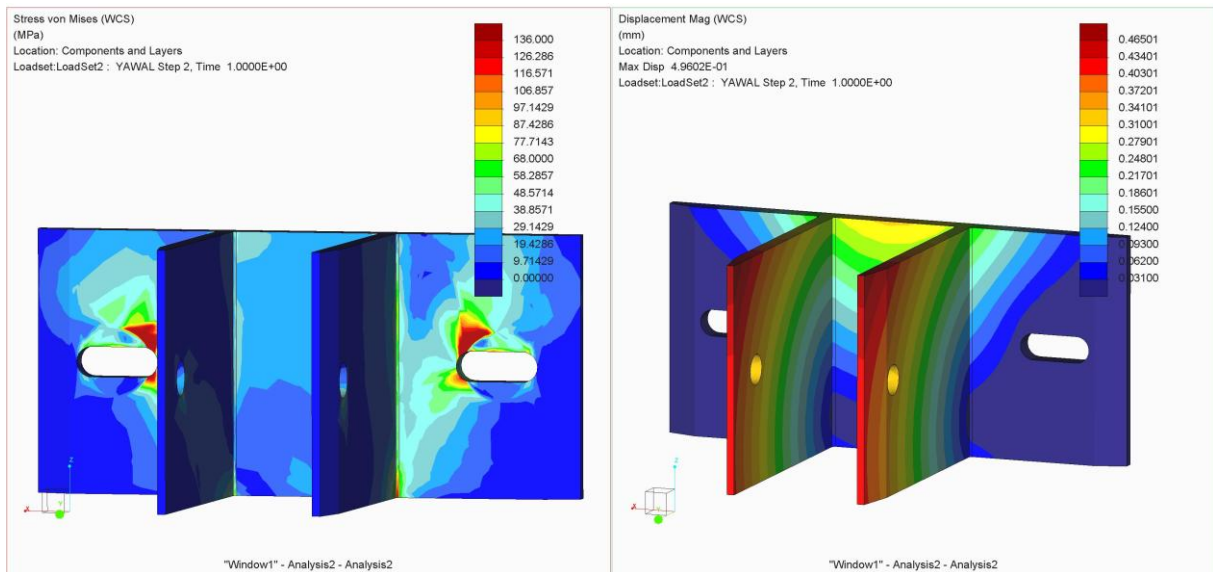 Stress von Mises (WCS)
(MPa)
Location: Components and Layers
Loadset:LoadSet2 : YAWAL Step 2, Time 1.0000E+00
136.000
126.286
116.571
106.857
97.1429
87.4286
77.7143
68.0000
58.2857
48.5714
38.8571
29.1429
19.4286
9.71429
0.00000
X
Y
Z
"Window1" - Analysis2 - Analysis2
Displacement Mag (WCS)
(mm)
Location: Components and Layers
Max Disp 4.9602E-01
Loadset:LoadSet2 : YAWAL Step 2, Time 1.0000E+00
0.46501
0.43401
0.40301
0.37201
0.34101
0.31001
0.27901
0.21701
0.18601
0.15500
0.12400
0.09300
0.06200
0.03100
X
Y
Z
"Window1" - Analysis2 - Analysis2